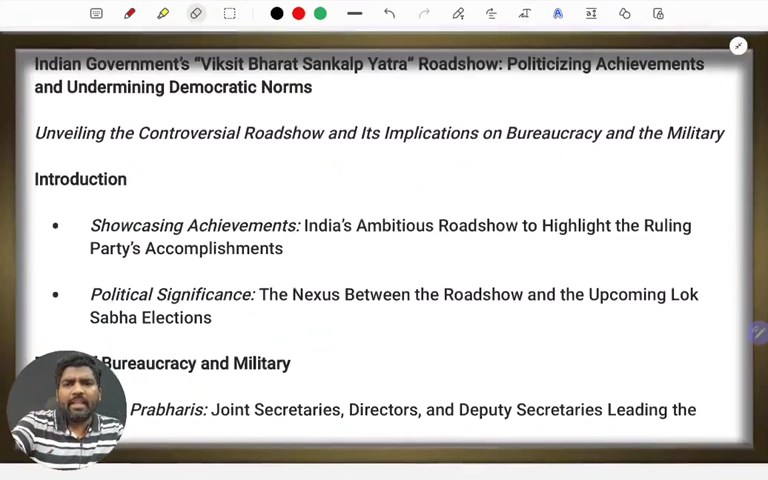 Indian Government's “Viksit Bharat Sankalp Yatra” Roadshow: Politicizing Achievements
and Undermining Democratic Norms
Unveiling the Controversial Roadshow and Its Implications on Bureaucracy and the Military
Introduction
• Showcasing Achievements: India's Ambitious Roadshow to Highlight the Ruling
Party's Accomplishments
• Political Significance: The Nexus Between the Roadshow and the Upcoming Lok
Sabha Elections
Bureaucracy and Military
Prabharis: Joint Secretaries, Directors, and Deputy Secretaries Leading the